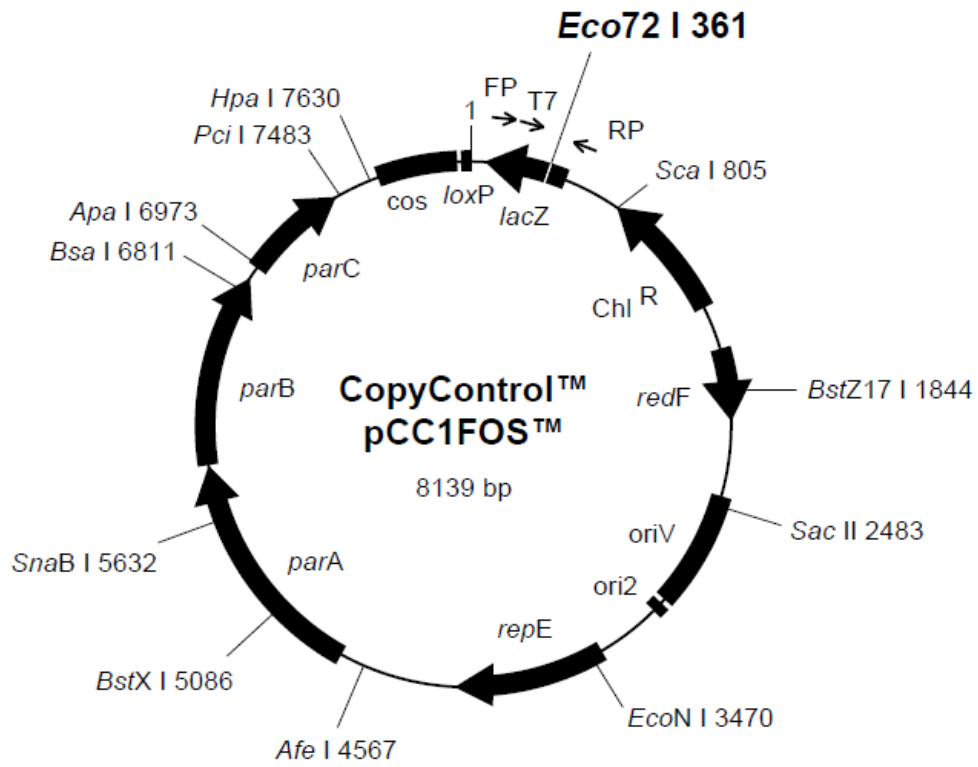 Eco72 I 361
FP
T7
1
RP
Hpa I 7630
Pci I 7483
Sca I 805
cos
loxP
lacZ
Apa I 6973
Bsa I 6811
parC
Chl R
parB
CopyControl™
pCC1FOS™
8139 bp
redF
BstZ17 I 1844
SnaB I 5632
parA
oriV
Sac II 2483
ori2
repE
BstX I 5086
EcoN I 3470
Afe I 4567